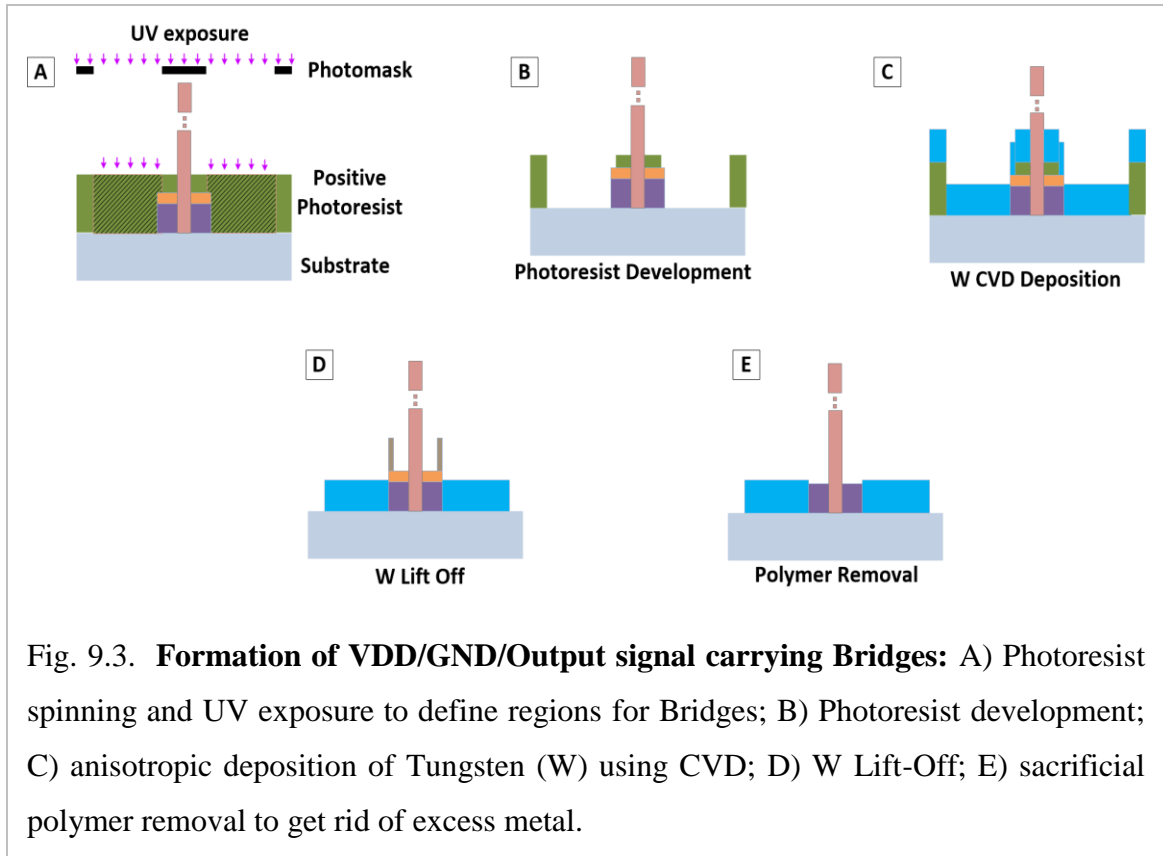 UV exposure
A
Photomask
Positive
Photoresist
Substrate
B
Photoresist Development
C
W CVD Deposition
D
W Lift Off
E
Polymer Removal
Fig. 9.3. Formation of VDD/GND/Output signal carrying Bridges: A) Photoresist
spinning and UV exposure to define regions for Bridges; B) Photoresist development;
C) anisotropic deposition of Tungsten (W) using CVD; D) W Lift-Off; E) sacrificial
polymer removal to get rid of excess metal.